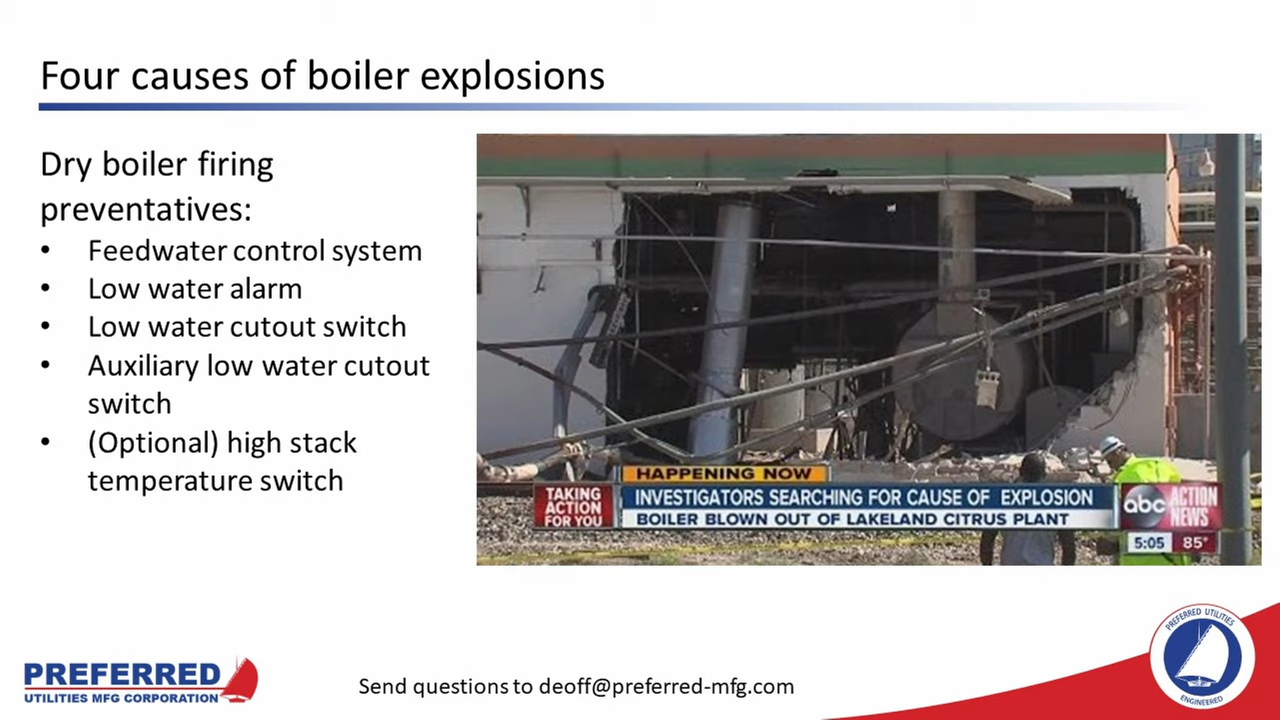 Four causes of boiler explosions
Dry boiler firing
preventatives:
• Feedwater control system
• Low water alarm
• Low water cutout switch
• Auxiliary low water cutout
switch
• (Optional) high stack
temperature switch
HAPPENING NOW
TAKING
ACTION
FOR YOU
INVESTIGATORS SEARCHING FOR CAUSE OF EXPLOSION
BOILER BLOWN OUT OF LAKELAND CITRUS PLANT
abc ACTION
NEWS
5:05 85°
PREFERRED
UTILITIES MFG CORPORATION
Send questions to deoff@preferred-mfg.com
PREFERRED UTILITIES
ENGINEERED